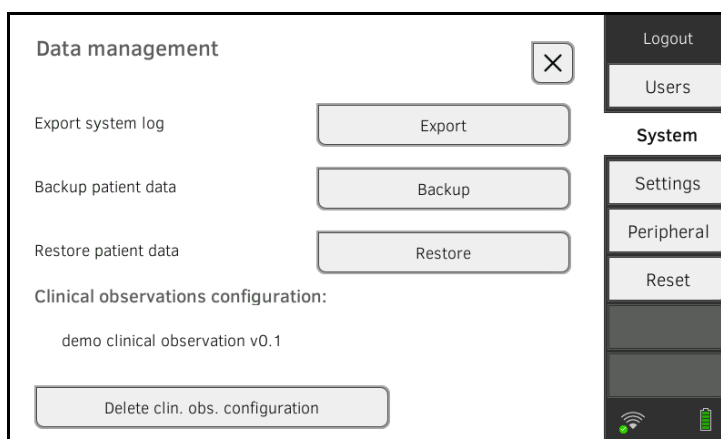 Data management
Export system log
Export
Backup patient data
Backup
Restore patient data
Restore
Clinical observations configuration:
demo clinical observation v0.1
Delete clin. obs. configuration
Logout
Users
System
Settings
Peripheral
Reset